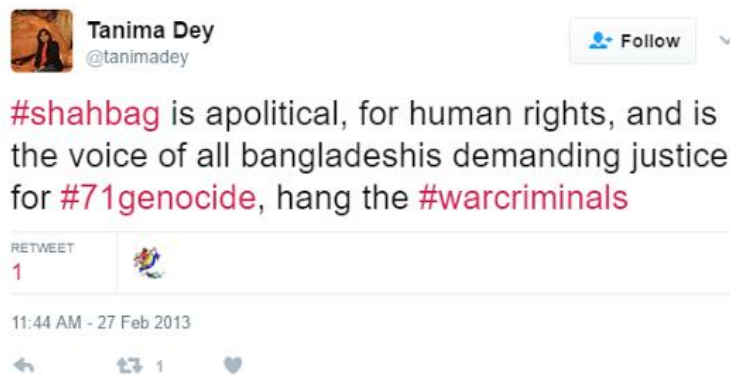 Tanima Dey
@tanimadey
Follow
#shahbag is apolitical, for human rights, and is
the voice of all bangladeshis demanding justice
for #71genocide, hang the #warcriminals
RETWEET
1
11:44 AM - 27 Feb 2013
1